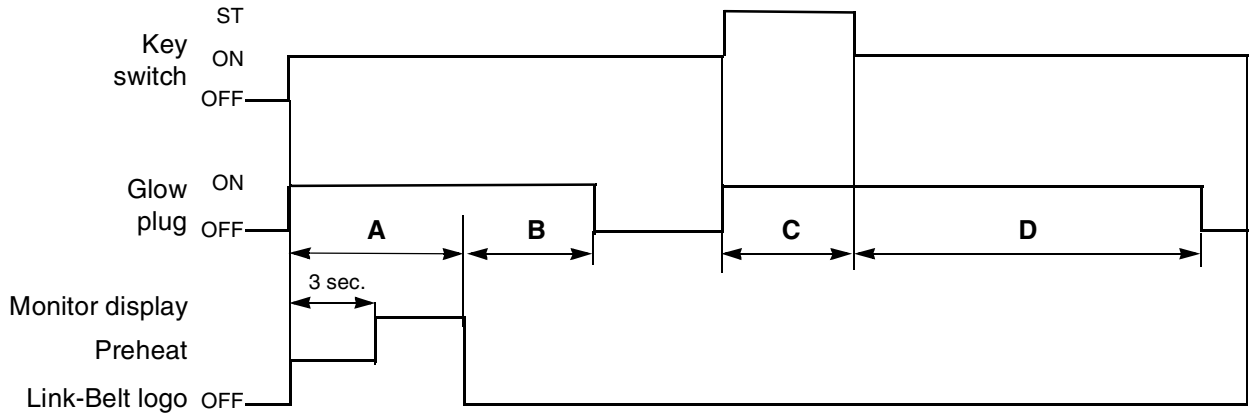 ST
Key
switch
ON
OFF
Glow
plug
ON
OFF
A
B
C
D
3 sec.
Monitor display
Preheat
Link-Belt logo OFF